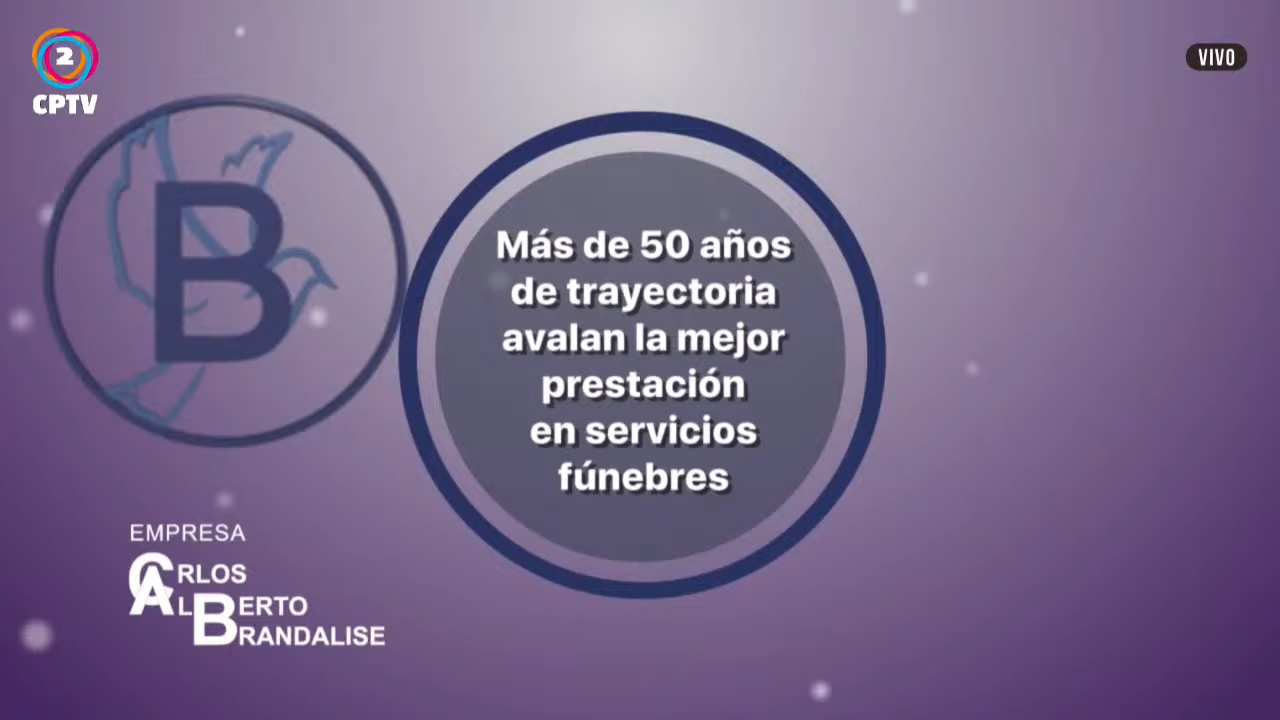 2
CPTV
VIVO
B
Más de 50 años
de trayectoria
avalan la mejor
prestación
en servicios
fúnebres
EMPRESA
CARLOS
ALBERTO
BRANDALISE